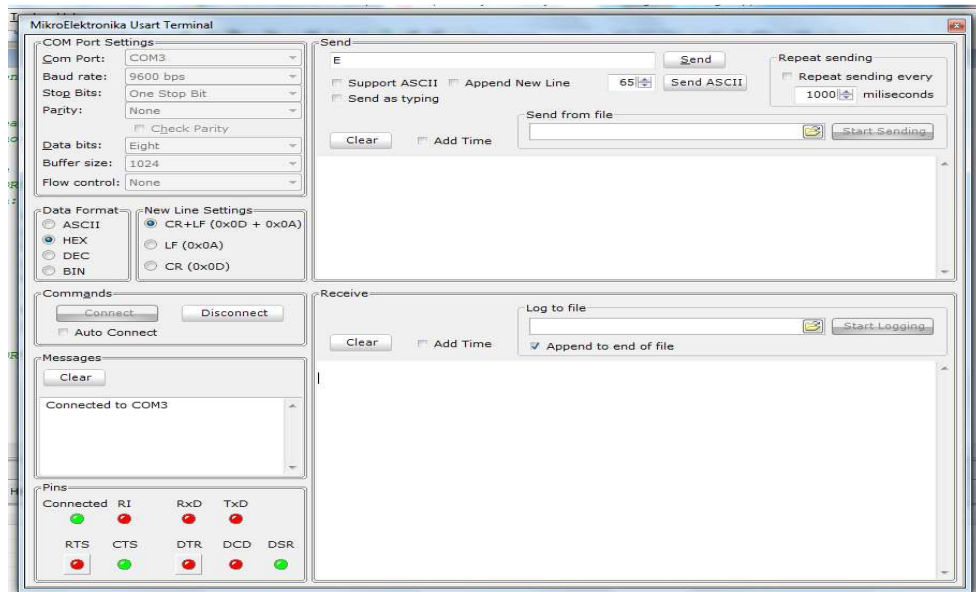 MikroElektronika Usart Terminal
COM Port Settings
Com Port: COM3
Baud rate: 9600 bps
Stop Bits: One Stop Bit
Parity: None
Check Parity
Data bits: Eight
Buffer size: 1024
Flow control: None
Data Format
ASCII
HEX
DEC
BIN
New Line Settings
CR+LF (0x0D + 0x0A)
LF (0x0A)
CR (0x0D)
Commands
Connect Disconnect
Auto Connect
Messages
Clear
Connected to COM3
Pins
Connected RI RxD TxD
RTS CTS DTR DCD DSR
Send
E Send
Support ASCII Append New Line 65 Send ASCII
Send as typing
Repeat sending
Repeat sending every
1000 miliseconds
Send from file
Start Sending
Clear Add Time
Receive
Log to file
Start Logging
Clear Add Time
Append to end of file